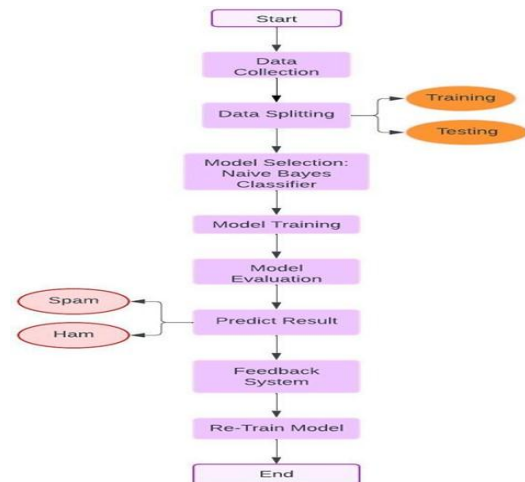 Start
Data
Collection
Data Splitting
Training
Testing
Model Selection:
Naive Bayes
Classifier
Model Training
Model
Evaluation
Predict Result
Spam
Ham
Feedback
System
Re-Train Model
End